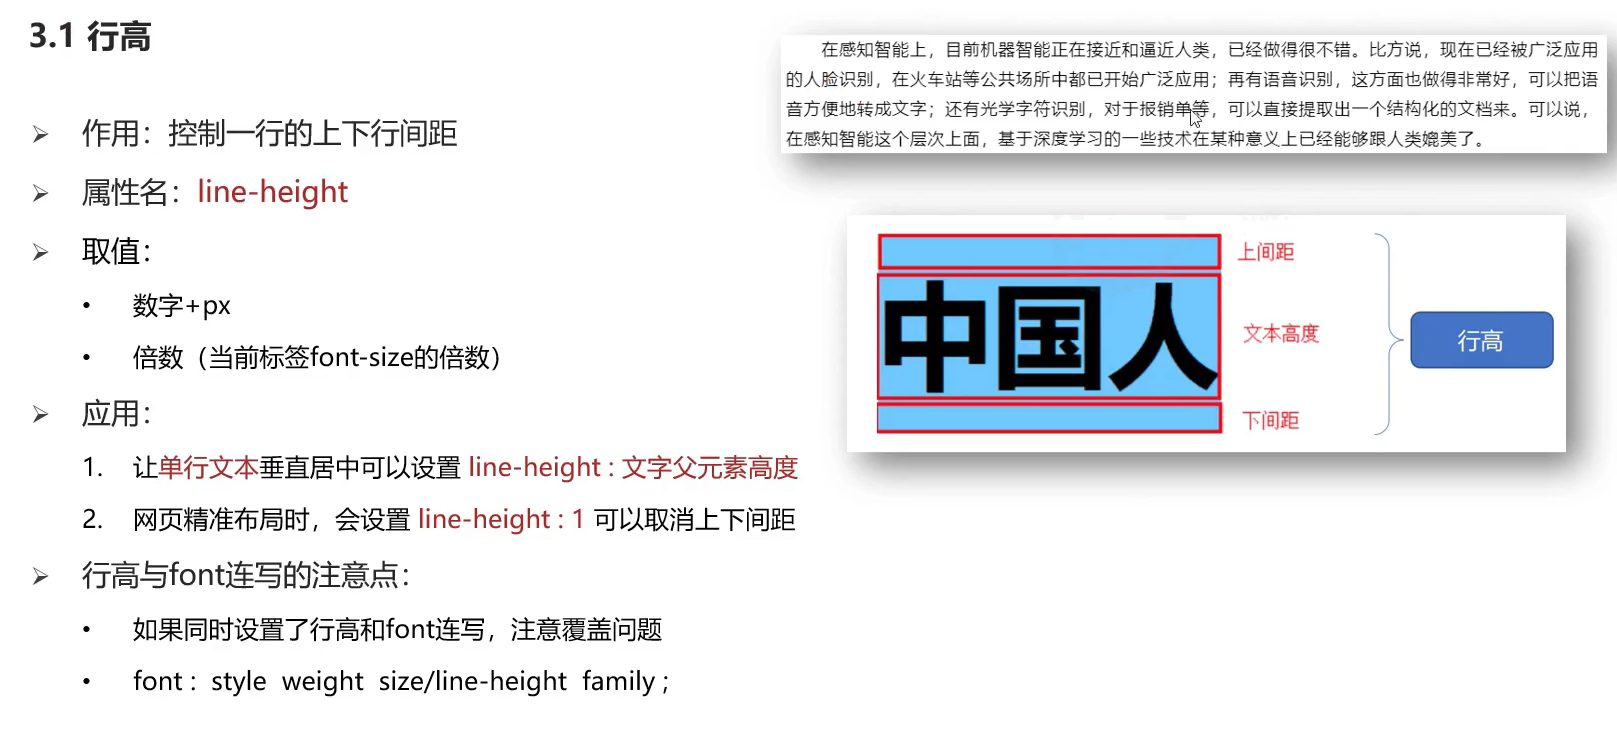 3.1 行高
作用：控制一行的上下行间距
属性名：line-height
取值：
数字+px
倍数（当前标签font-size的倍数）
应用：
1. 让单行文本垂直居中可以设置 line-height : 文字父元素高度
2. 网页精准布局时，会设置 line-height : 1 可以取消上下间距
行高与font连写的注意点：
如果同时设置了行高和font连写，注意覆盖问题
font : style weight size/line-height family ;
在感知智能上，目前机器智能正在接近和逼近人类，已经做得很不错。比方说，现在已经被广泛应用
的人脸识别，在火车站等公共场所中都已开始广泛应用；再有语音识别，这方面也做得非常好，可以把语
音方便地转成文字；还有光学字符识别，对于报销单等，可以直接提取出一个结构化的文档来。可以说，
在感知智能这个层次上面，基于深度学习的一些技术在某种意义上已经能够跟人类媲美了。
上间距
中国人
文本高度
行高
下间距